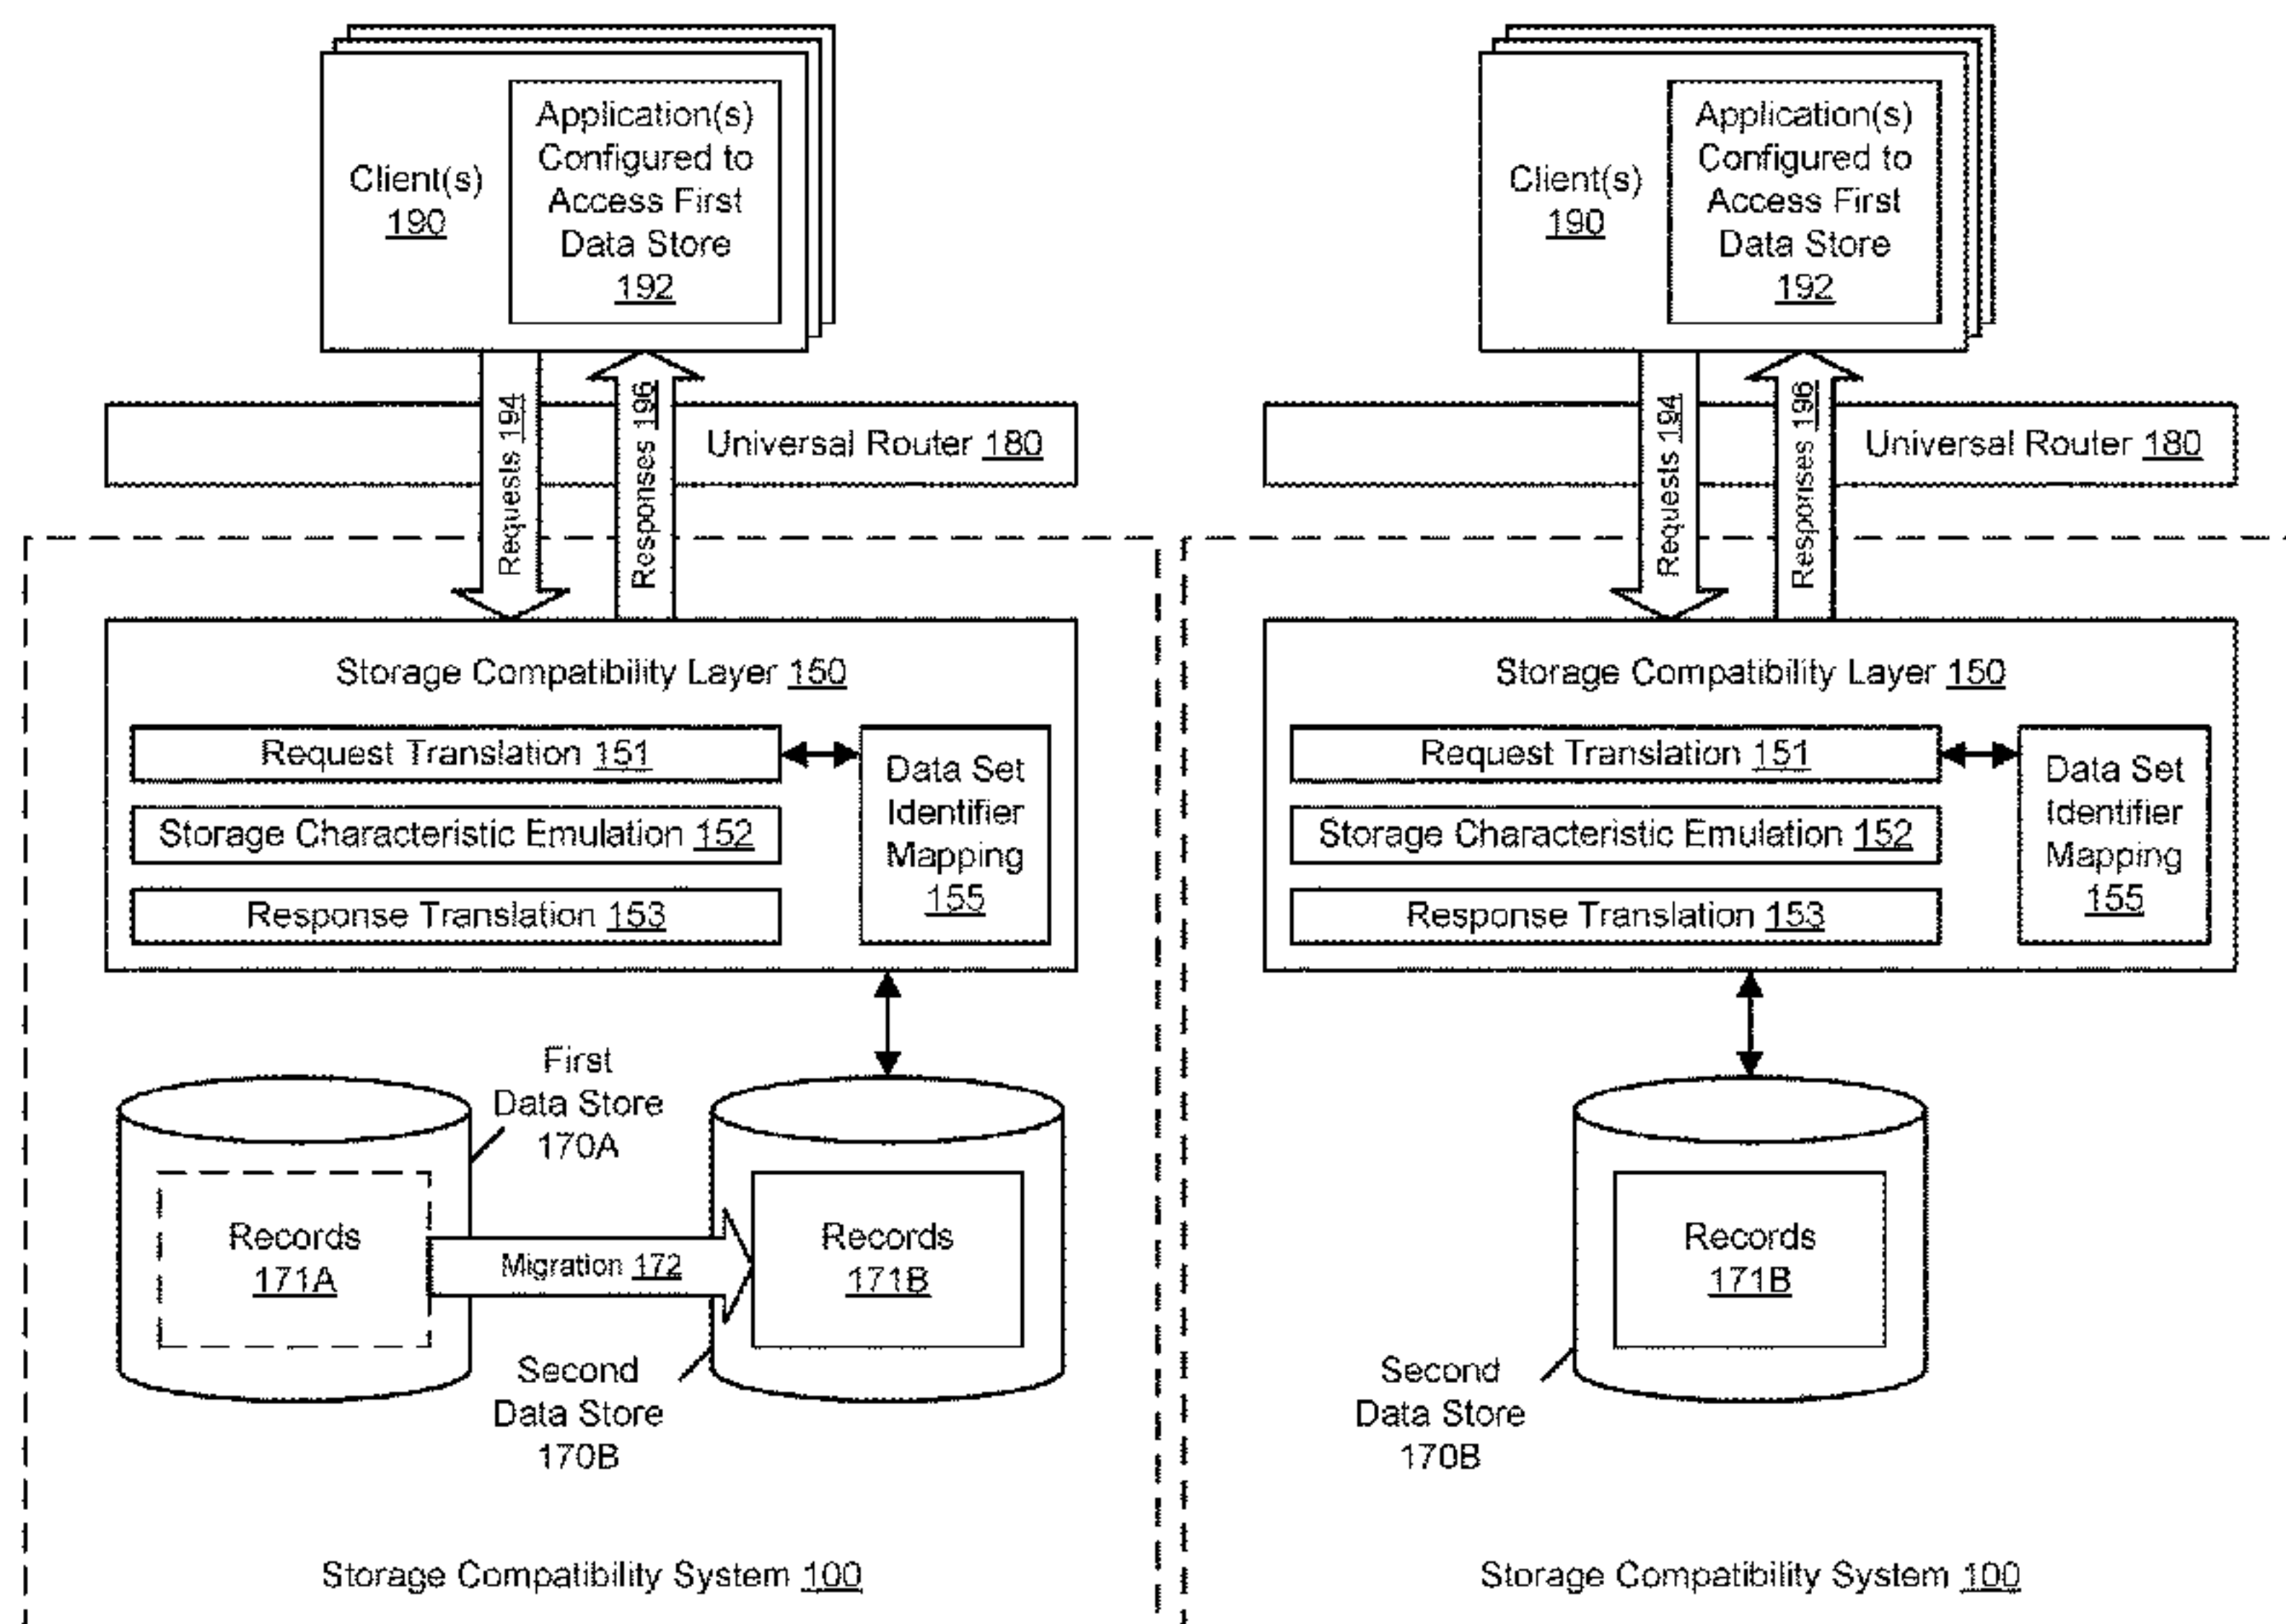 Client(s)
190
Application(s)
Configured to
Access First
Data Store
192
Requests 194
Responses 196
Universal Router 180
Storage Compatibility Layer 150
Request Translation 151
Storage Characteristic Emulation 152
Response Translation 153
Data Set
Identifier
Mapping
155
First
Data Store
170A
Records
171A
Migration 172
Records
171B
Second
Data Store
170B
Storage Compatibility System 100
Client(s)
190
Application(s)
Configured to
Access First
Data Store
192
Requests 194
Responses 196
Universal Router 180
Storage Compatibility Layer 150
Request Translation 151
Storage Characteristic Emulation 152
Response Translation 153
Data Set
Identifier
Mapping
155
Records
171B
Second
Data Store
170B
Storage Compatibility System 100